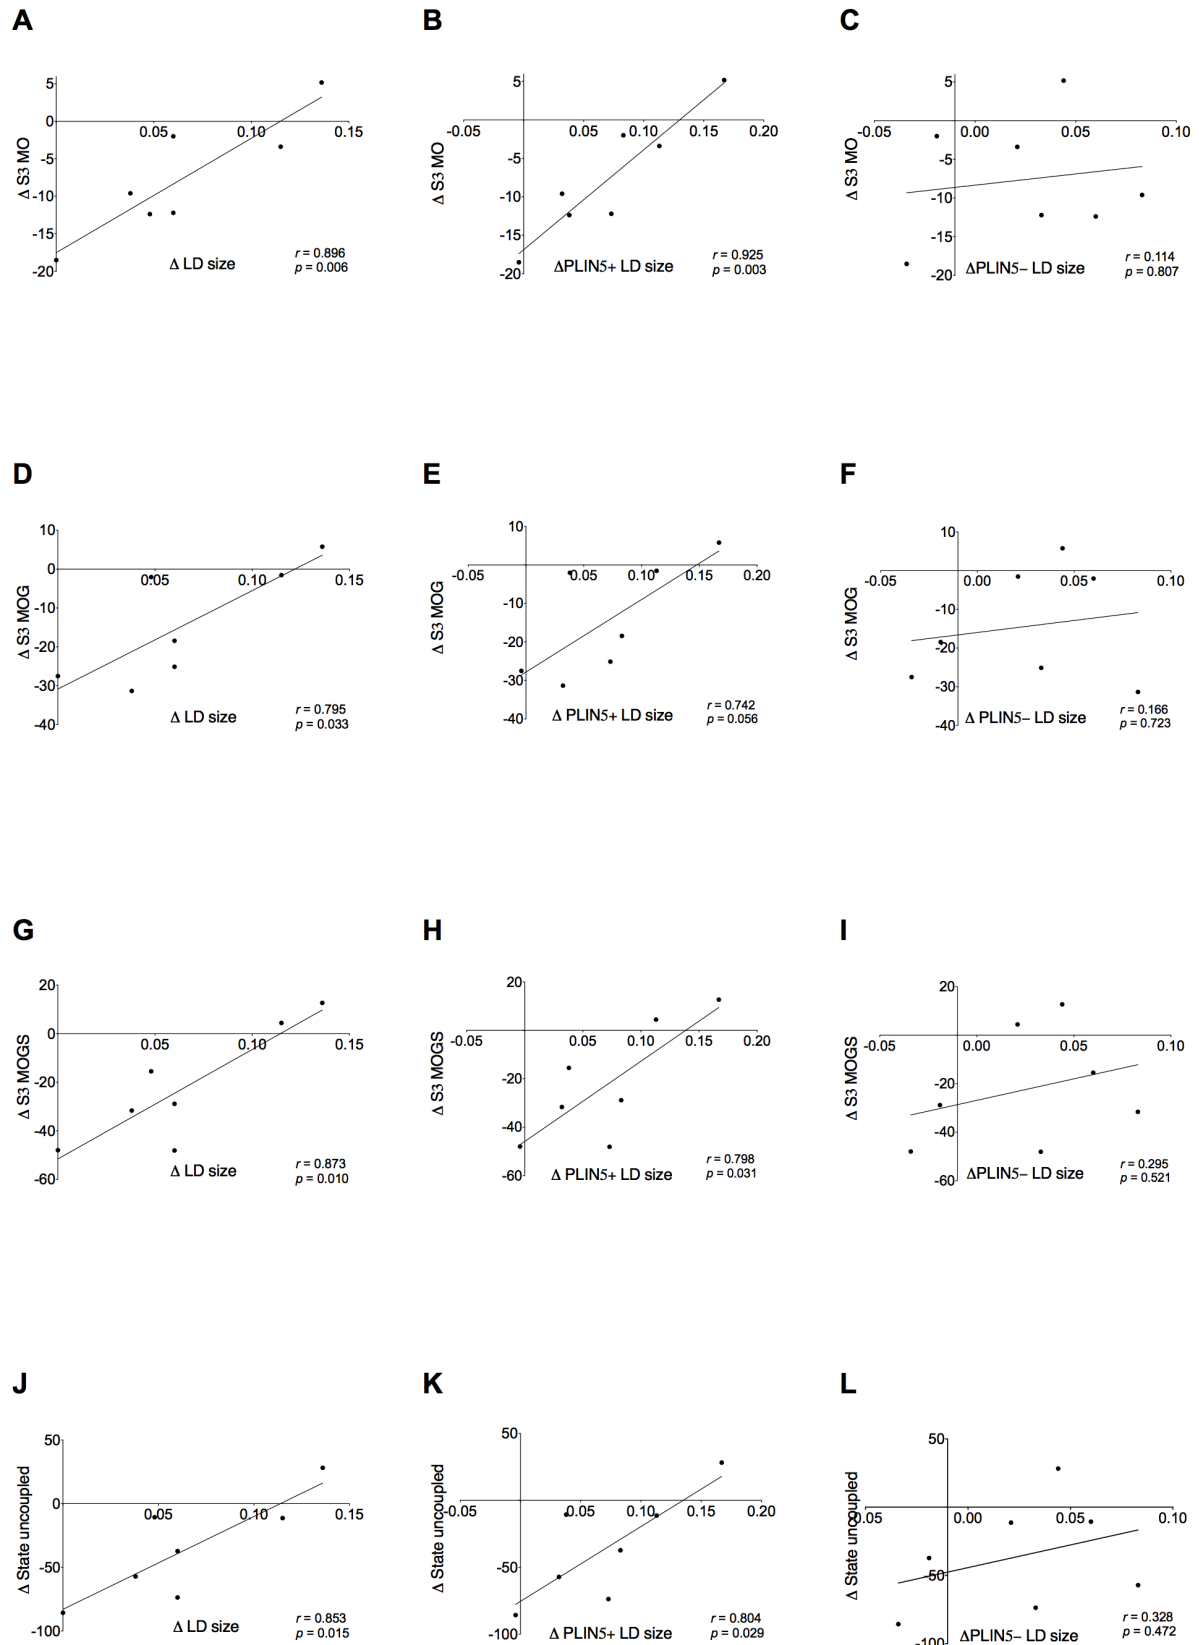 A
B
C
5
0
-5
-10
-15
-20
0.05
0.10
0.15
Δ S3 MO
Δ LD size
r = 0.896
p = 0.006
5
-5
-10
-15
-20
-0.05
0.05
0.10
0.15
0.20
Δ S3 MO
ΔPLIN5+ LD size
r = 0.925
p = 0.003
5
-5
-10
-15
-20
-0.05
0.00
0.05
0.10
Δ S3 MO
ΔPLIN5− LD size
r = 0.114
p = 0.807
D
E
F
10
0
-10
-20
-30
-40
0.05
0.10
0.15
Δ S3 MOG
Δ LD size
r = 0.795
p = 0.033
10
-10
-20
-30
-40
-0.05
0.05
0.10
0.15
0.20
Δ S3 MOG
Δ PLIN5+ LD size
r = 0.742
p = 0.056
10
-10
-20
-30
-40
-0.05
0.00
0.05
0.10
Δ S3 MOG
Δ PLIN5− LD size
r = 0.166
p = 0.723
G
H
I
20
0
-20
-40
-60
0.05
0.10
0.15
Δ S3 MOGS
Δ LD size
r = 0.873
p = 0.010
20
-20
-40
-60
-0.05
0.05
0.10
0.15
0.20
Δ S3 MOGS
Δ PLIN5+ LD size
r = 0.798
p = 0.031
20
-20
-40
-60
-0.05
0.00
0.05
0.10
Δ S3 MOGS
ΔPLIN5− LD size
r = 0.295
p = 0.521
J
K
L
50
0
-50
-100
0.05
0.10
0.15
Δ State uncoupled
Δ LD size
r = 0.853
p = 0.015
50
-50
-100
-0.05
0.05
0.10
0.15
0.20
Δ State uncoupled
Δ PLIN5+ LD size
r = 0.804
p = 0.029
50
-50
-100
0.05
0.00
0.05
0.10
Δ State uncoupled
ΔPLIN5− LD size
r = 0.328
p = 0.472